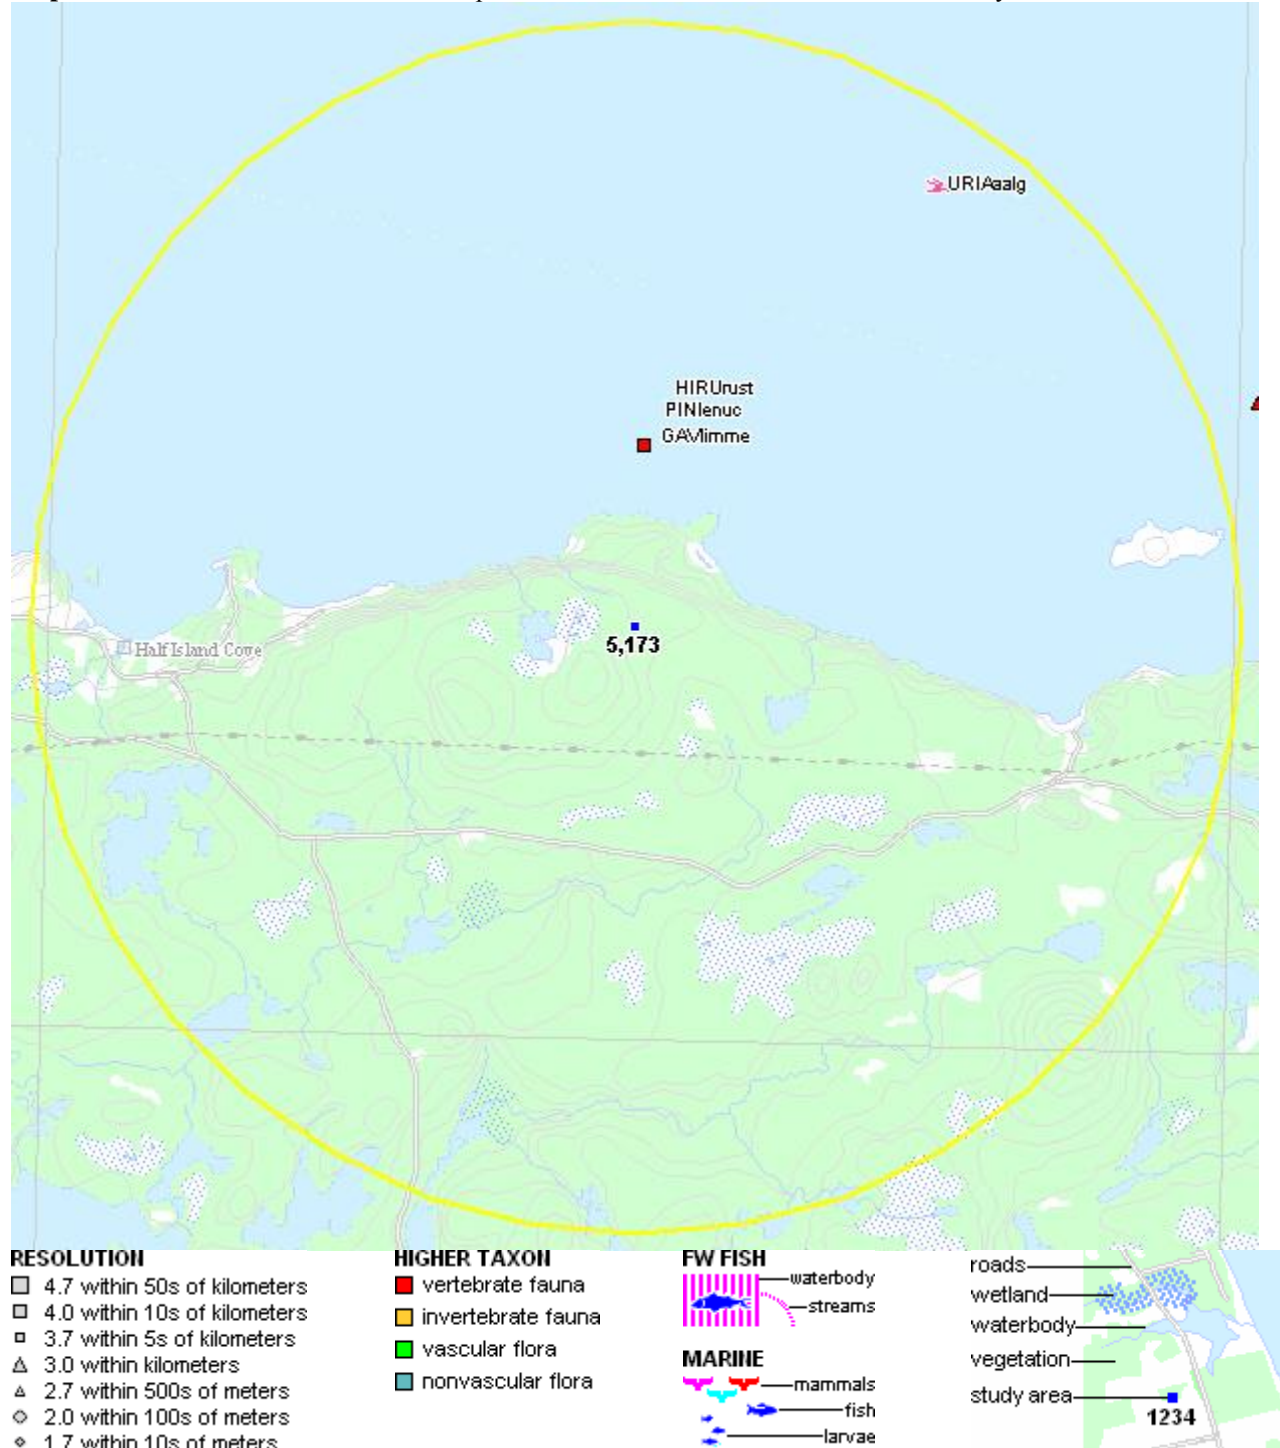 URIAaalg
HIRUrust
PINIenuc
GAVIimme
5,173
Half Island Cove
RESOLUTION
4.7 within 50s of kilometers
4.0 within 10s of kilometers
3.7 within 5s of kilometers
3.0 within kilometers
2.7 within 500s of meters
2.0 within 100s of meters
1.7 within 10s of meters
HIGHER TAXON
vertebrate fauna
invertebrate fauna
vascular flora
nonvascular flora
FW FISH
waterbody
streams
MARINE
mammals
fish
larvae
roads
wetland
waterbody
vegetation
study area
1234